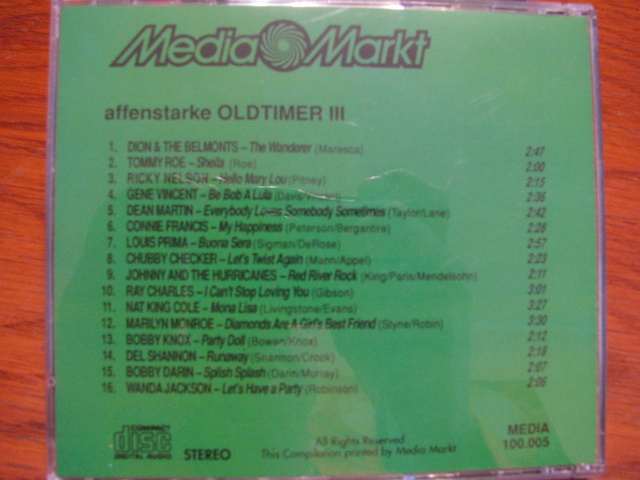 Media Markt
affenstarke OLDTIMER III
1. DION & THE BELMONTS – The Wanderer (Maresca) 2:47
2. TOMMY ROE – Sheila (Roe) 2:00
3. RICKY NELSON – Hello Mary Lou (Pitney) 2:15
4. GENE VINCENT – Be Bob A Lula (Davis/Vincent) 2:36
5. DEAN MARTIN – Everybody Loves Somebody Sometimes (Taylor/Lane) 2:42
6. CONNIE FRANCIS – My Happiness (Peterson/Bergantire) 2:28
7. LOUIS PRIMA – Buona Sera (Sigman/DeRose) 2:57
8. CHUBBY CHECKER – Let's Twist Again (Mann/Appel) 2:23
9. JOHNNY AND THE HURRICANES – Red River Rock (King/Paris/Mendelsohn) 2:11
10. RAY CHARLES – I Can't Stop Loving You (Gibson) 3:01
11. NAT KING COLE – Mona Lisa (Livingstone/Evans) 3:27
12. MARILYN MONROE – Diamonds Are A Girl's Best Friend (Styne/Robin) 3:30
13. BOBBY KNOX – Party Doll (Bowen/Knox) 2:12
14. DEL SHANNON – Runaway (Shannon/Crook) 2:18
15. BOBBY DARIN – Splish Splash (Darin/Murray) 2:07
16. WANDA JACKSON – Let's Have a Party (Robinson) 2:06
COMPACT
disc
DIGITAL AUDIO
STEREO
All Rights Reserved
This Compilation printed by Media Markt
MEDIA
100.005